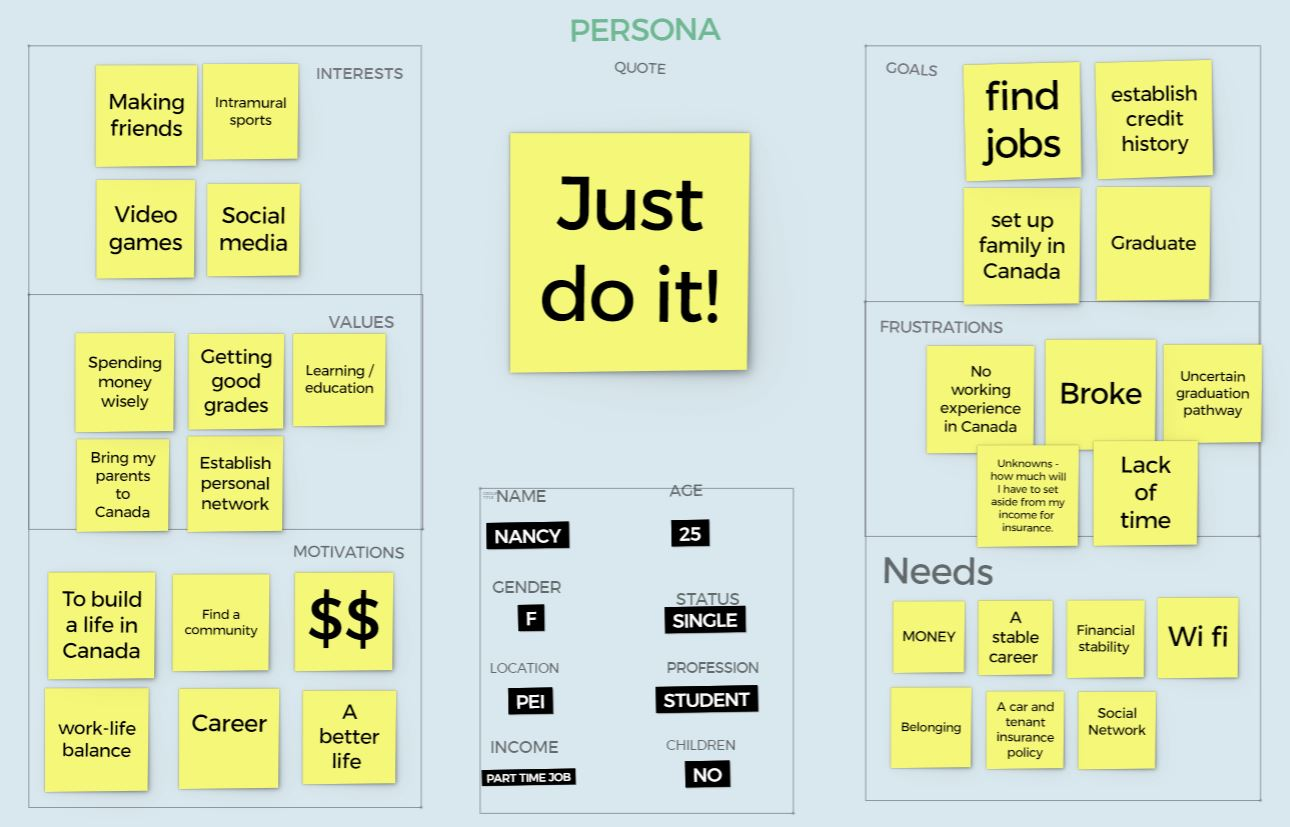 PERSONA
QUOTE
Just
do it!
INTERESTS
Making
friends
Intramural
sports
Video
games
Social
media
VALUES
Spending
money
wisely
Getting
good
grades
Learning /
education
Bring my
parents
to
Canada
Establish
personal
network
MOTIVATIONS
To build
a life in
Canada
Find a
community
$$
work-life
balance
Career
A
better
life
NAME
NANCY
AGE
25
GENDER
F
STATUS
SINGLE
LOCATION
PEI
PROFESSION
STUDENT
INCOME
PART TIME JOB
CHILDREN
NO
GOALS
find
jobs
establish
credit
history
set up
family in
Canada
Graduate
FRUSTRATIONS
No
working
experience
in Canada
Broke
Uncertain
graduation
pathway
Unknowns -
how much will
I have to set
aside from my
income for
insurance.
Lack
of
time
Needs
MONEY
A
stable
career
Financial
stability
Wi fi
Belonging
A car and
tenant
insurance
policy
Social
Network